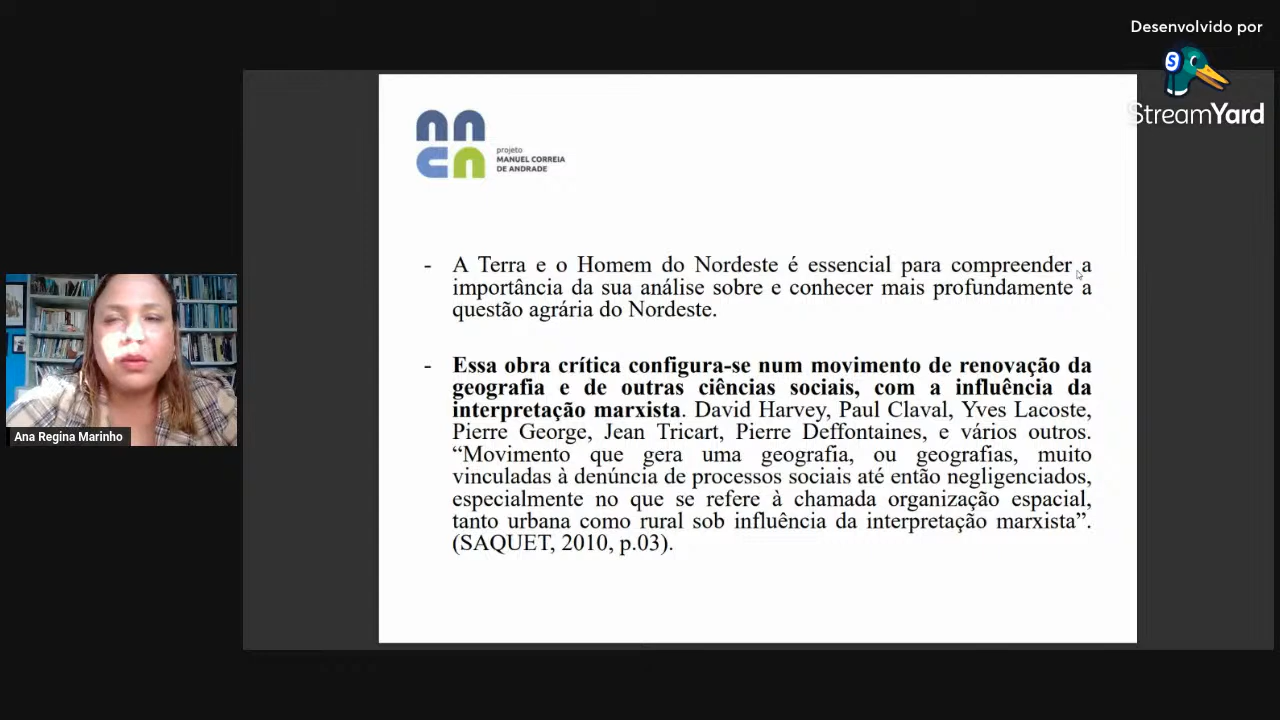 Desenvolvido por
S
StreamYard
projeto
MANUEL CORREIA
DE ANDRADE
- A Terra e o Homem do Nordeste é essencial para compreender a
importância da sua análise sobre e conhecer mais profundamente a
questão agrária do Nordeste.
- Essa obra crítica configura-se num movimento de renovação da
geografia e de outras ciências sociais, com a influência da
interpretação marxista. David Harvey, Paul Claval, Yves Lacoste,
Pierre George, Jean Tricart, Pierre Deffontaines, e vários outros.
“Movimento que gera uma geografia, ou geografias, muito
vinculadas à denúncia de processos sociais até então negligenciados,
especialmente no que se refere à chamada organização espacial,
tanto urbana como rural sob influência da interpretação marxista”.
(SAQUET, 2010, p.03).
Ana Regina Marinho